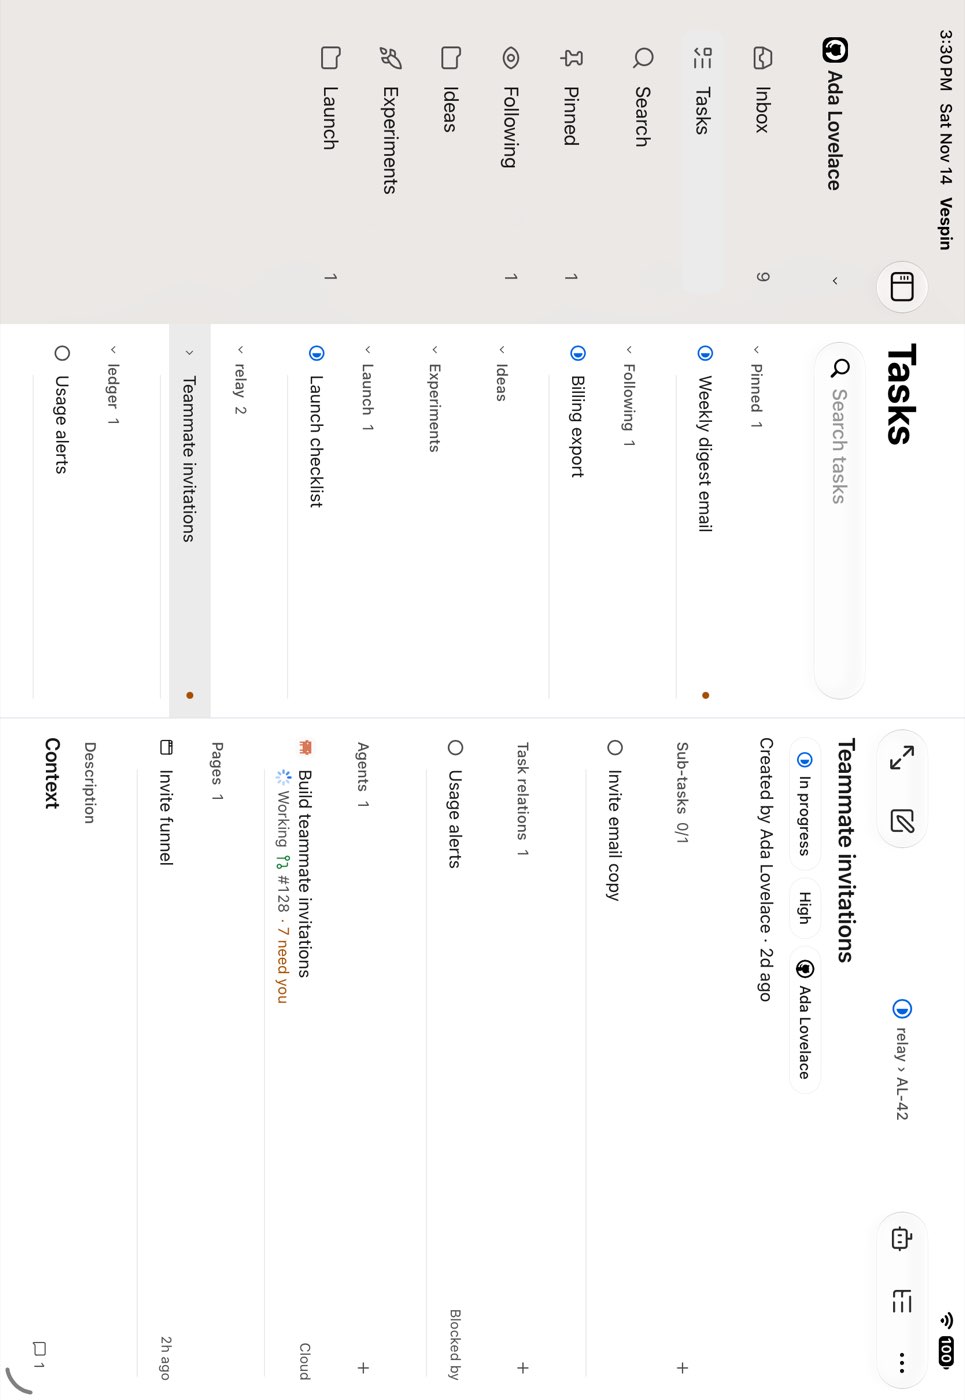 3:30 PM Sat Nov 14 Vespin
100
Ada Lovelace
Inbox 9
Tasks
Search
Pinned 1
Following 1
Ideas
Experiments
Launch 1
Tasks
Search tasks
Pinned 1
Weekly digest email
Following 1
Billing export
Ideas
Experiments
Launch 1
Launch checklist
relay 2
Teammate invitations
ledger 1
Usage alerts
relay › AL-42
Teammate invitations
In progress High Ada Lovelace
Created by Ada Lovelace · 2d ago
Sub-tasks 0/1
Invite email copy
Task relations 1
Usage alerts Blocked by
Agents 1
Build teammate invitations Cloud
Working #128 · 7 need you
Pages 1
Invite funnel 2h ago
Description
Context
1